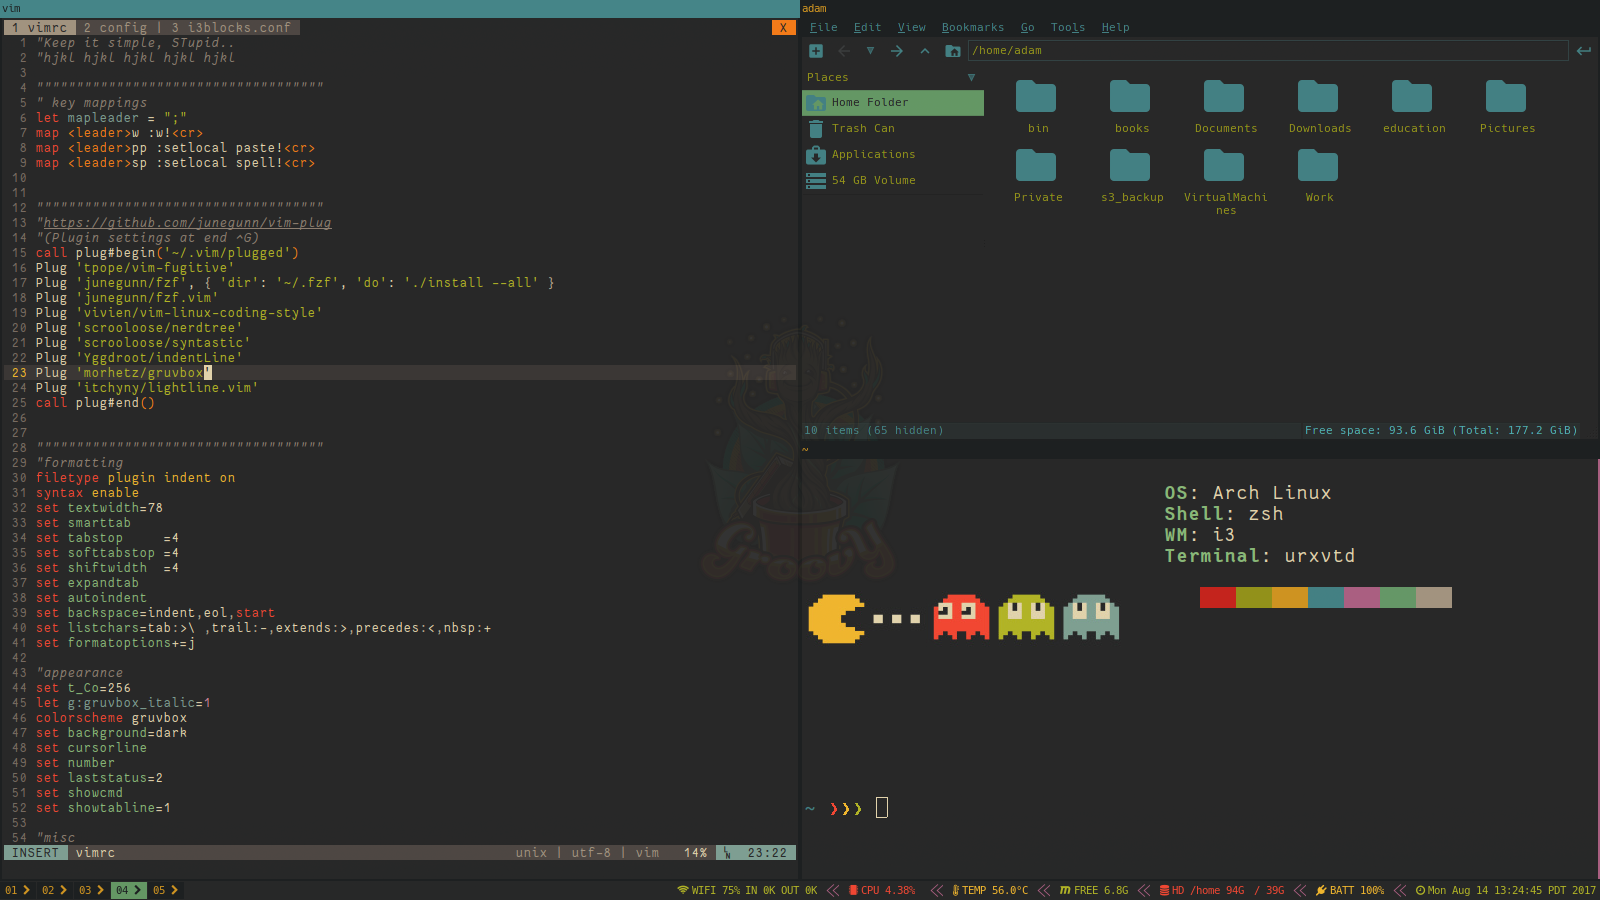 vim
1 vimrc 2 config | 3 i3blocks.conf X
1 "Keep it simple, STupid..
2 "hjkl hjkl hjkl hjkl hjkl
3
4 """"""""""""""""""""""""""""""""""""
5 " key mappings
6 let mapleader = ";"
7 map <leader>w :w!<cr>
8 map <leader>pp :setlocal paste!<cr>
9 map <leader>sp :setlocal spell!<cr>
10
11
12 """"""""""""""""""""""""""""""""""""
13 "https://github.com/junegunn/vim-plug
14 "(Plugin settings at end ^G)
15 call plug#begin('~/.vim/plugged')
16 Plug 'tpope/vim-fugitive'
17 Plug 'junegunn/fzf', { 'dir': '~/.fzf', 'do': './install --all' }
18 Plug 'junegunn/fzf.vim'
19 Plug 'vivien/vim-linux-coding-style'
20 Plug 'scrooloose/nerdtree'
21 Plug 'scrooloose/syntastic'
22 Plug 'Yggdroot/indentLine'
23 Plug 'morhetz/gruvbox'
24 Plug 'itchyny/lightline.vim'
25 call plug#end()
26
27
28 """"""""""""""""""""""""""""""""""""
29 "formatting
30 filetype plugin indent on
31 syntax enable
32 set textwidth=78
33 set smarttab
34 set tabstop     =4
35 set softtabstop =4
36 set shiftwidth  =4
37 set expandtab
38 set autoindent
39 set backspace=indent,eol,start
40 set listchars=tab:>\ ,trail:-,extends:>,precedes:<,nbsp:+
41 set formatoptions+=j
42
43 "appearance
44 set t_Co=256
45 let g:gruvbox_italic=1
46 colorscheme gruvbox
47 set background=dark
48 set cursorline
49 set number
50 set laststatus=2
51 set showcmd
52 set showtabline=1
53
54 "misc
INSERT vimrc unix | utf-8 | vim 14% 23:22
adam
File Edit View Bookmarks Go Tools Help
/home/adam
Places
Home Folder
Trash Can
Applications
54 GB Volume
bin books Documents Downloads education Pictures
Private s3_backup VirtualMachi Work
nes
10 items (65 hidden) Free space: 93.6 GiB (Total: 177.2 GiB)
~
Groovy
OS: Arch Linux
Shell: zsh
WM: i3
Terminal: urxvtd
~ ❯❯❯
01 02 03 04 05
WIFI 75% IN 0K OUT 0K CPU 4.38% TEMP 56.0°C m FREE 6.8G HD /home 94G / 39G BATT 100% Mon Aug 14 13:24:45 PDT 2017